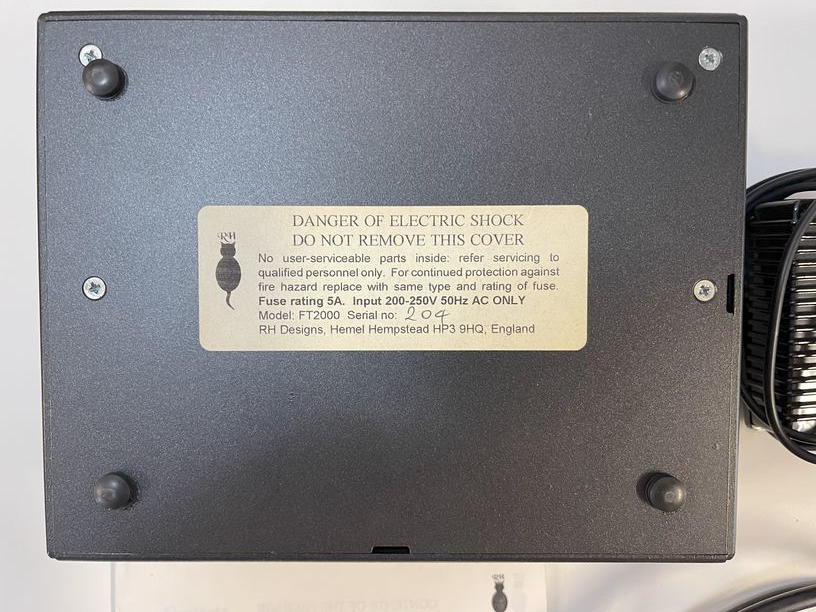 DANGER OF ELECTRIC SHOCK
DO NOT REMOVE THIS COVER
RH
No user-serviceable parts inside: refer servicing to
qualified personnel only. For continued protection against
fire hazard replace with same type and rating of fuse.
Fuse rating 5A. Input 200-250V 50Hz AC ONLY
Model: FT2000 Serial no: 204
RH Designs, Hemel Hempstead HP3 9HQ, England